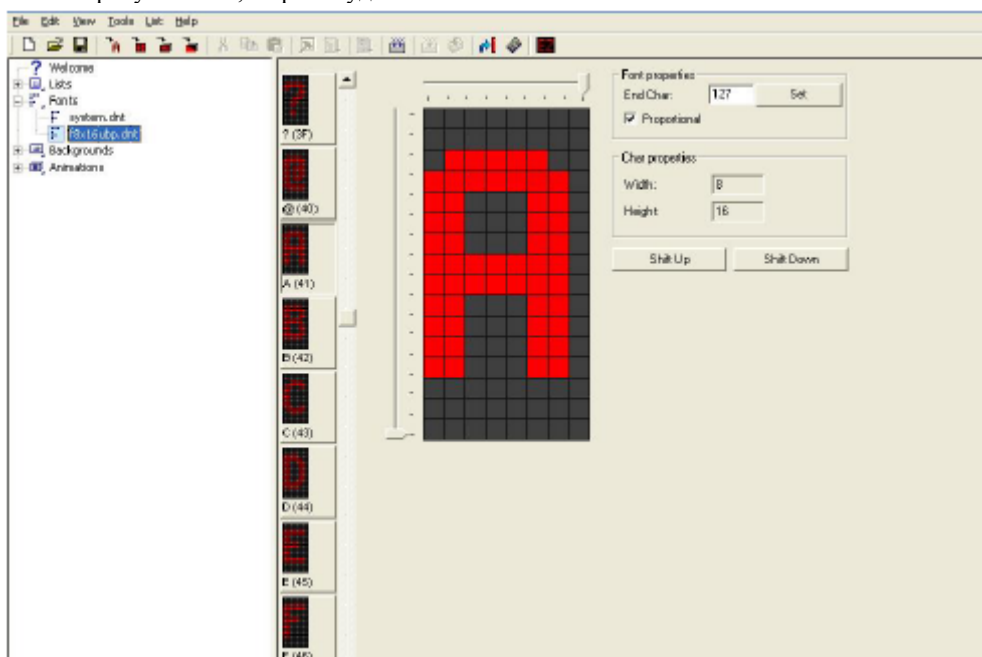 File Edit View Tools List Help
Welcome
Lists
Fonts
system.dnt
f8x16ubp.dnt
Backgrounds
Animations
? (3F)
@ (40)
A (41)
B (42)
C (43)
D (44)
E (45)
Font properties
End Char: 127 Set
Proportional
Char properties
Width: 8
Height: 16
Shift Up Shift Down